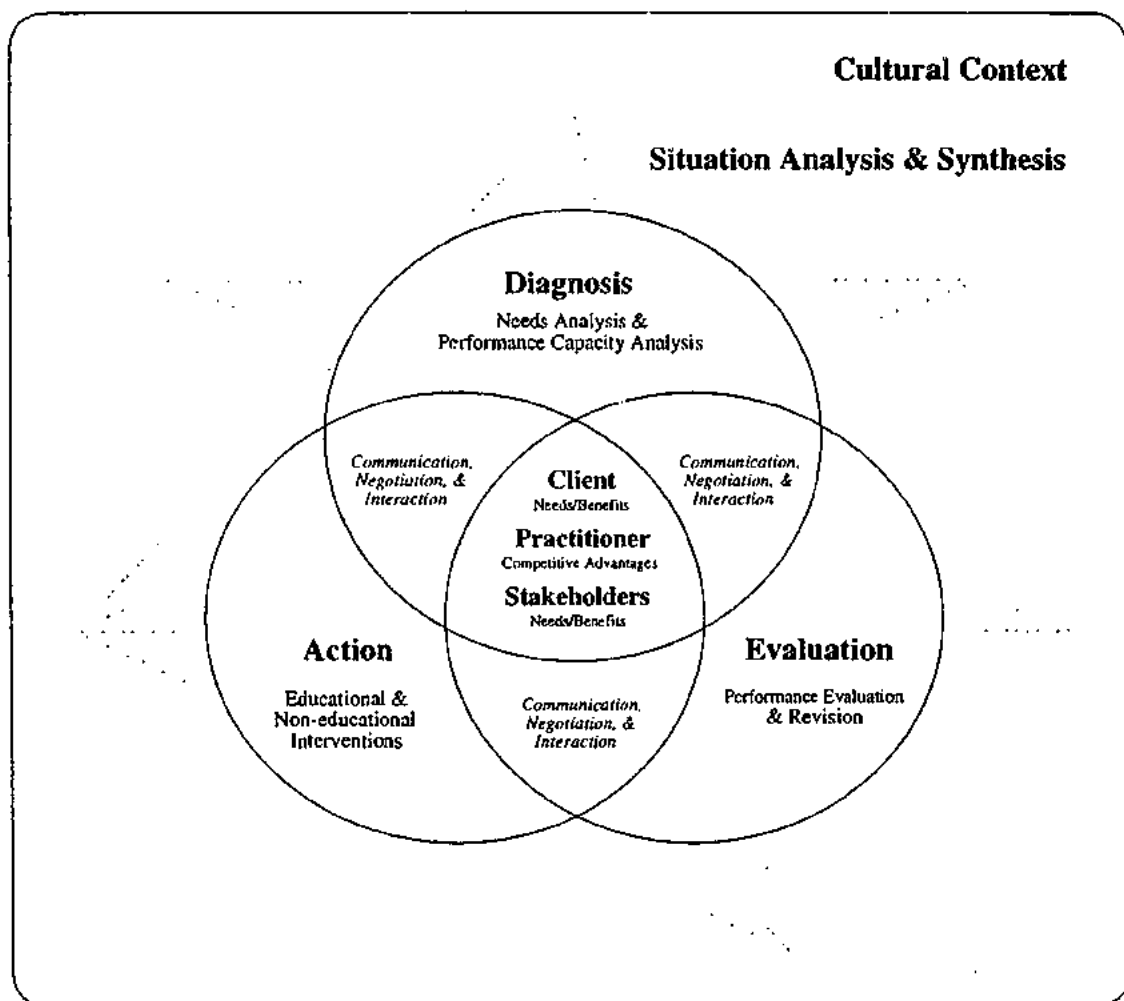 Cultural Context
Situation Analysis & Synthesis
Diagnosis
Needs Analysis &
Performance Capacity Analysis
Communication,
Negotiation, &
Interaction
Client
Needs/Benefits
Practitioner
Competitive Advantages
Stakeholders
Needs/Benefits
Communication,
Negotiation, &
Interaction
Action
Educational &
Non-educational
Interventions
Communication,
Negotiation, &
Interaction
Evaluation
Performance Evaluation
& Revision